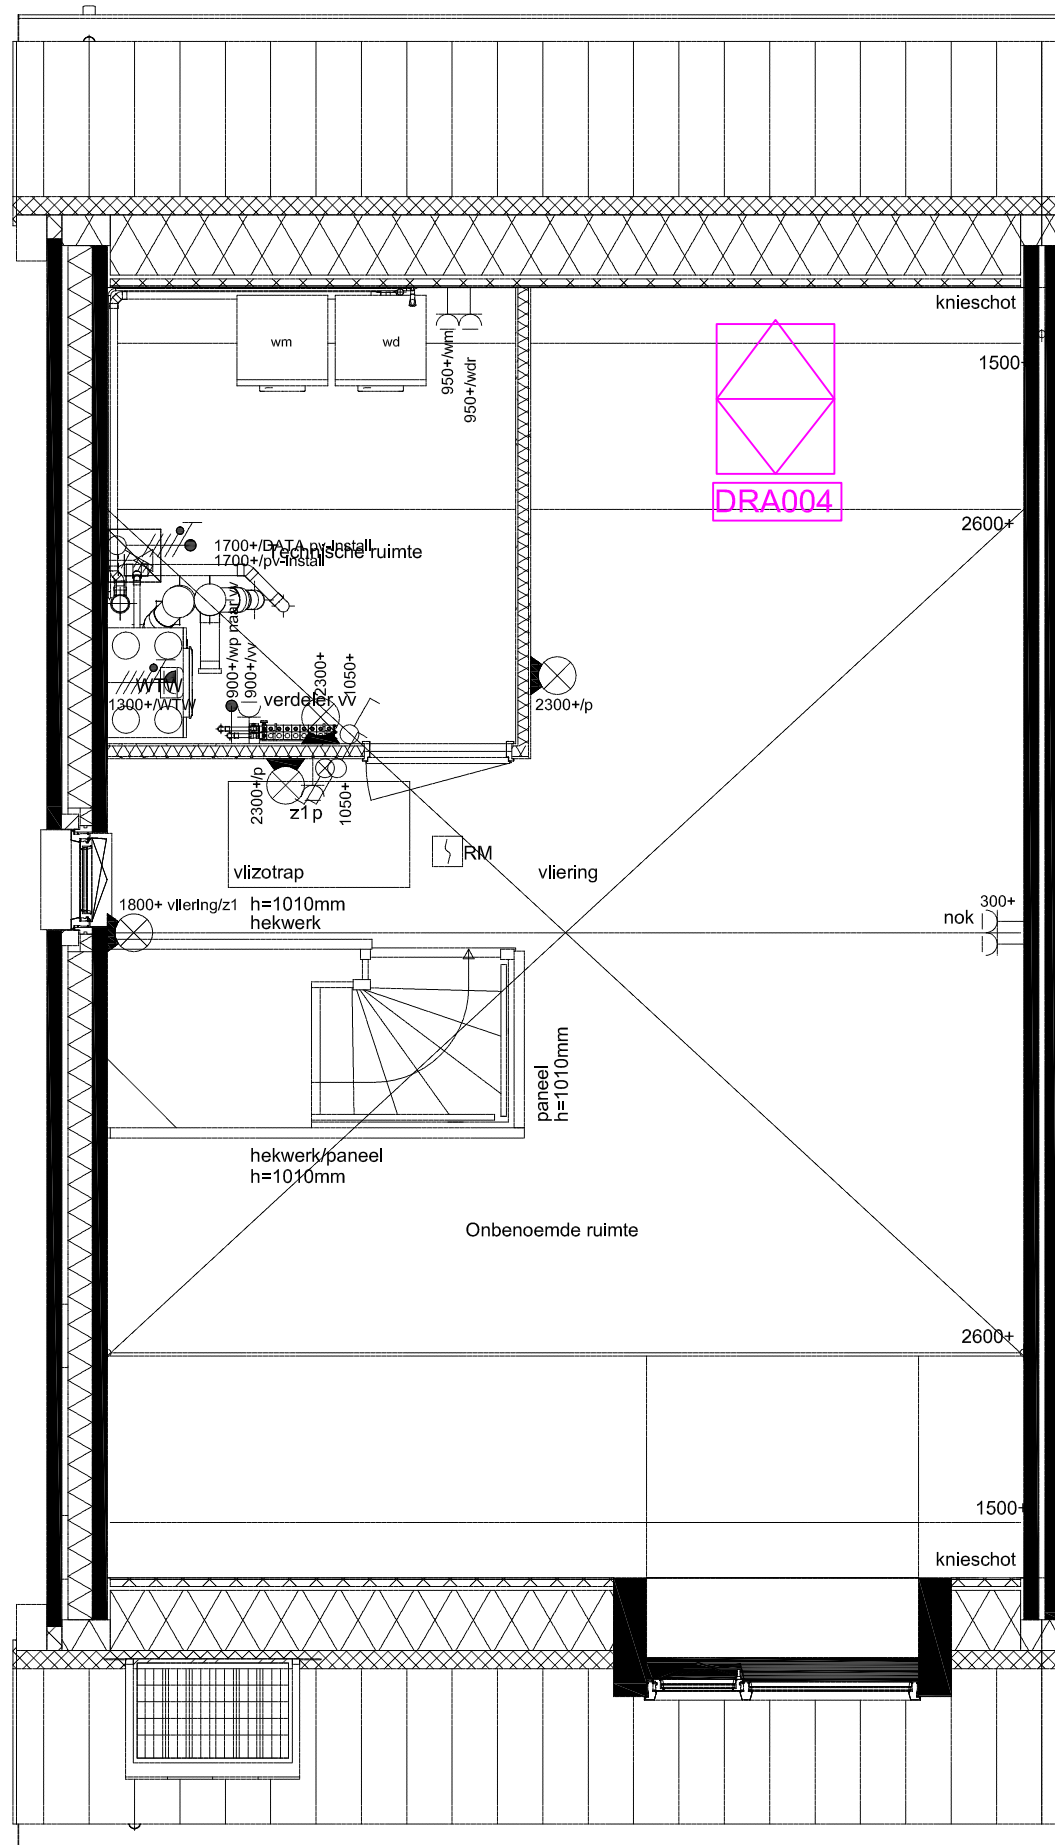 knieschot
1500+
wm
wd
950+/wm
950+/wdr
DRA004
2600+
1700+/DATA pv-Install
Technische ruimte
1700+/pv-install
900+/wp naar vv
900+/vv
WTW
1300+/WTW
verdeler vv
2300+
1050+
2300+/p
2300+/p
z1p
1050+
RM
vlizotrap
vliering
h=1010mm
hekwerk
1800+ vliering/z1
300+
nok
paneel
h=1010mm
hekwerk/paneel
h=1010mm
Onbenoemde ruimte
2600+
1500+
knieschot